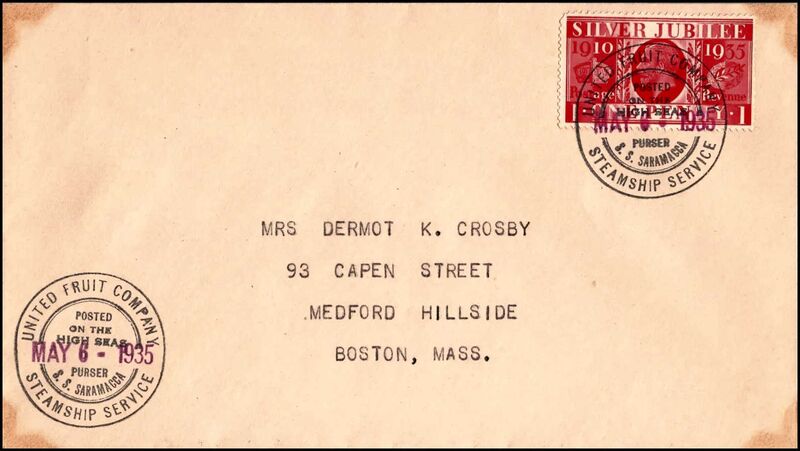 SILVER JUBILEE
1910 1935
Postage Revenue
PENNY · 1
UNITED FRUIT COMPANY
POSTED
ON THE
HIGH SEAS
MAY 6 - 1935
PURSER
S. S. SARAMACCA
STEAMSHIP SERVICE
MRS DERMOT K. CROSBY
93 CAPEN STREET
MEDFORD HILLSIDE
BOSTON, MASS.
UNITED FRUIT COMPANY
POSTED
ON THE
HIGH SEAS
MAY 6 - 1935
PURSER
S. S. SARAMACCA
STEAMSHIP SERVICE